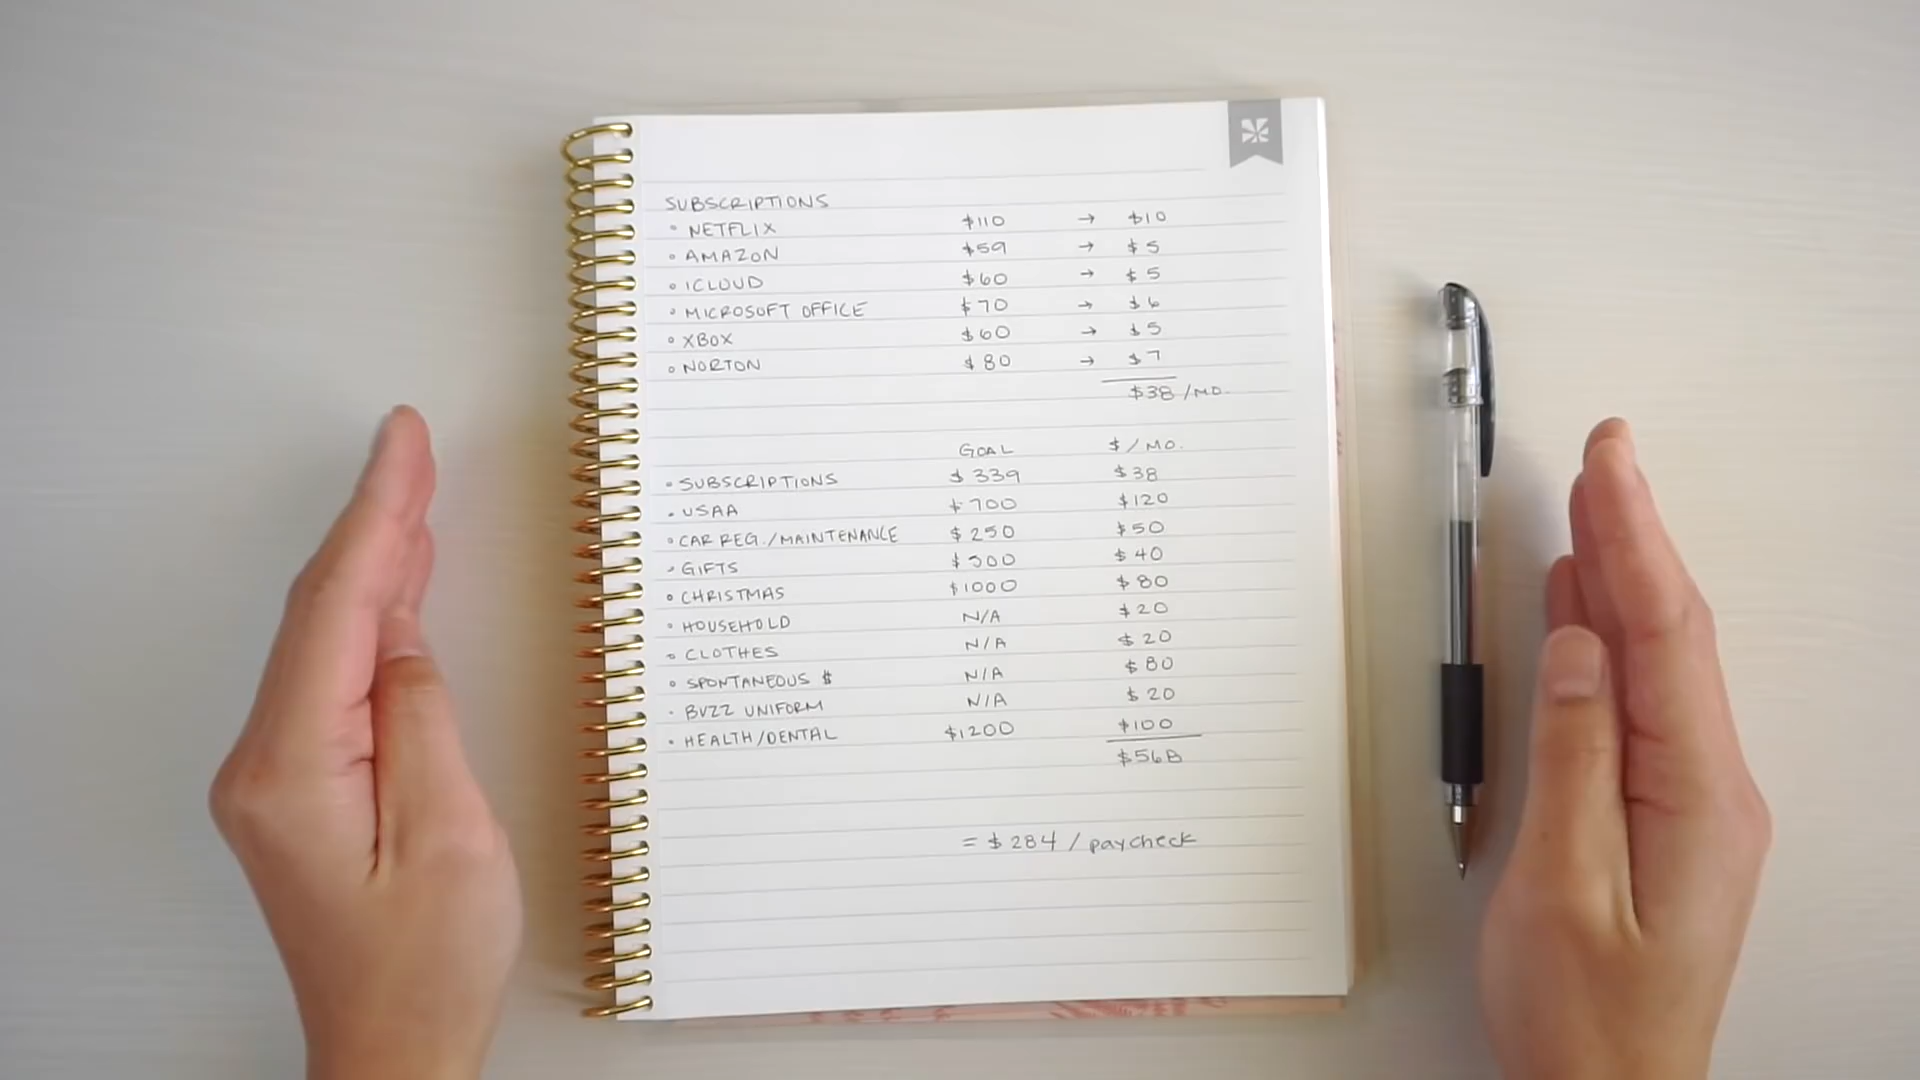 SUBSCRIPTIONS
• NETFLIX $110 → $10
• AMAZON $59 → $5
• ICLOUD $60 → $5
• MICROSOFT OFFICE $70 → $6
• XBOX $60 → $5
• NORTON $80 → $7
$38/MO.
GOAL $/MO.
• SUBSCRIPTIONS $339 $38
• USAA $700 $120
• CAR REG./MAINTENANCE $250 $50
• GIFTS $500 $40
• CHRISTMAS $1000 $80
• HOUSEHOLD N/A $20
• CLOTHES N/A $20
• SPONTANEOUS $ N/A $80
• BUZZ UNIFORM N/A $20
• HEALTH/DENTAL $1200 $100
$568
= $284 / paycheck